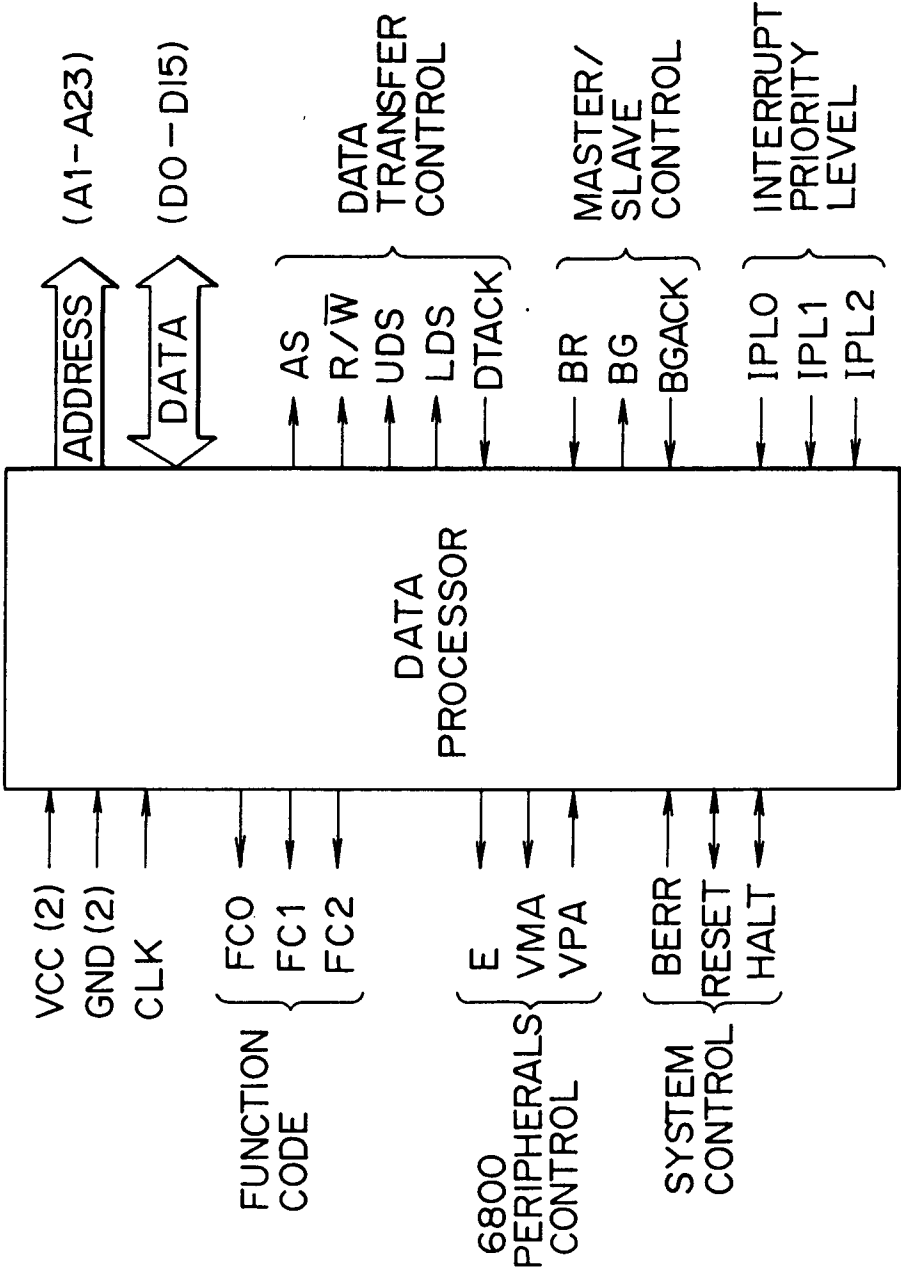 VCC (2)
GND (2)
CLK
FUNCTION
CODE
FC0
FC1
FC2
6800
PERIPHERALS
CONTROL
E
VMA
VPA
SYSTEM
CONTROL
BERR
RESET
HALT
DATA
PROCESSOR
ADDRESS
(A1-A23)
DATA
(D0-D15)
AS
R/W̅
UDS
LDS
DTACK
DATA
TRANSFER
CONTROL
BR
BG
BGACK
MASTER/
SLAVE
CONTROL
IPL0
IPL1
IPL2
INTERRUPT
PRIORITY
LEVEL